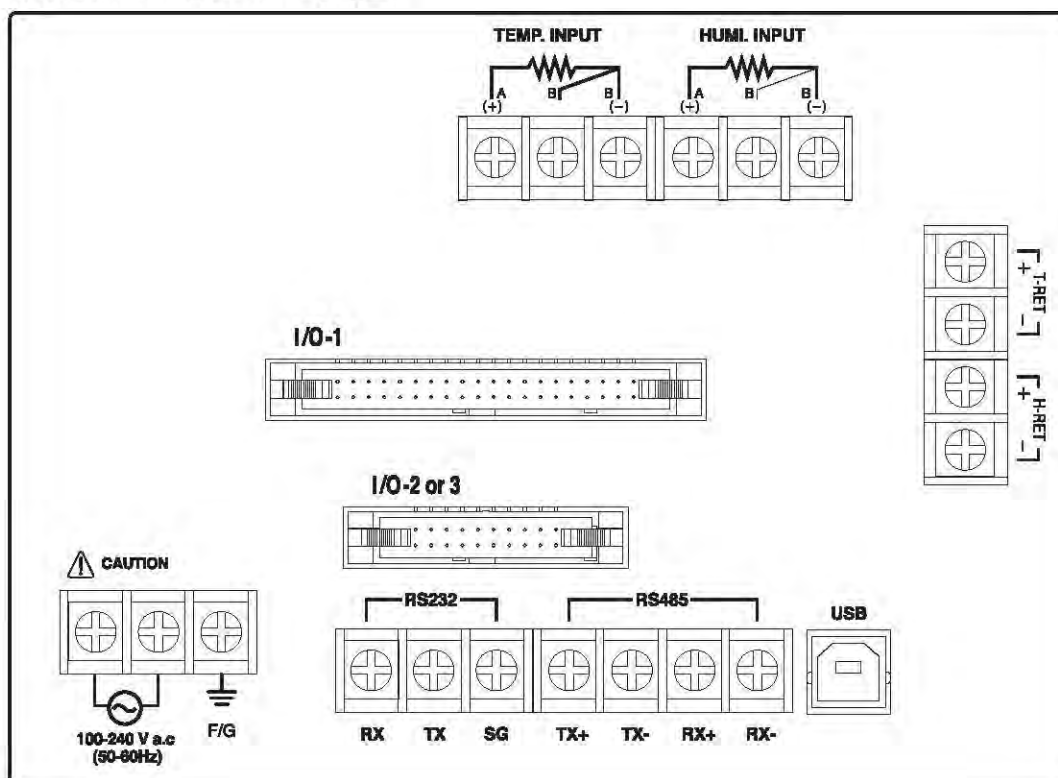 TEMP. INPUT HUMI. INPUT
A B B A B B
(+) (-) (+) (-)
+ - T-RET
+ - H-RET
I/O-1
I/O-2 or 3
CAUTION
100-240 V a.c
(50-60Hz)
F/G
RS232 RS485 USB
RX TX SG TX+ TX- RX+ RX-